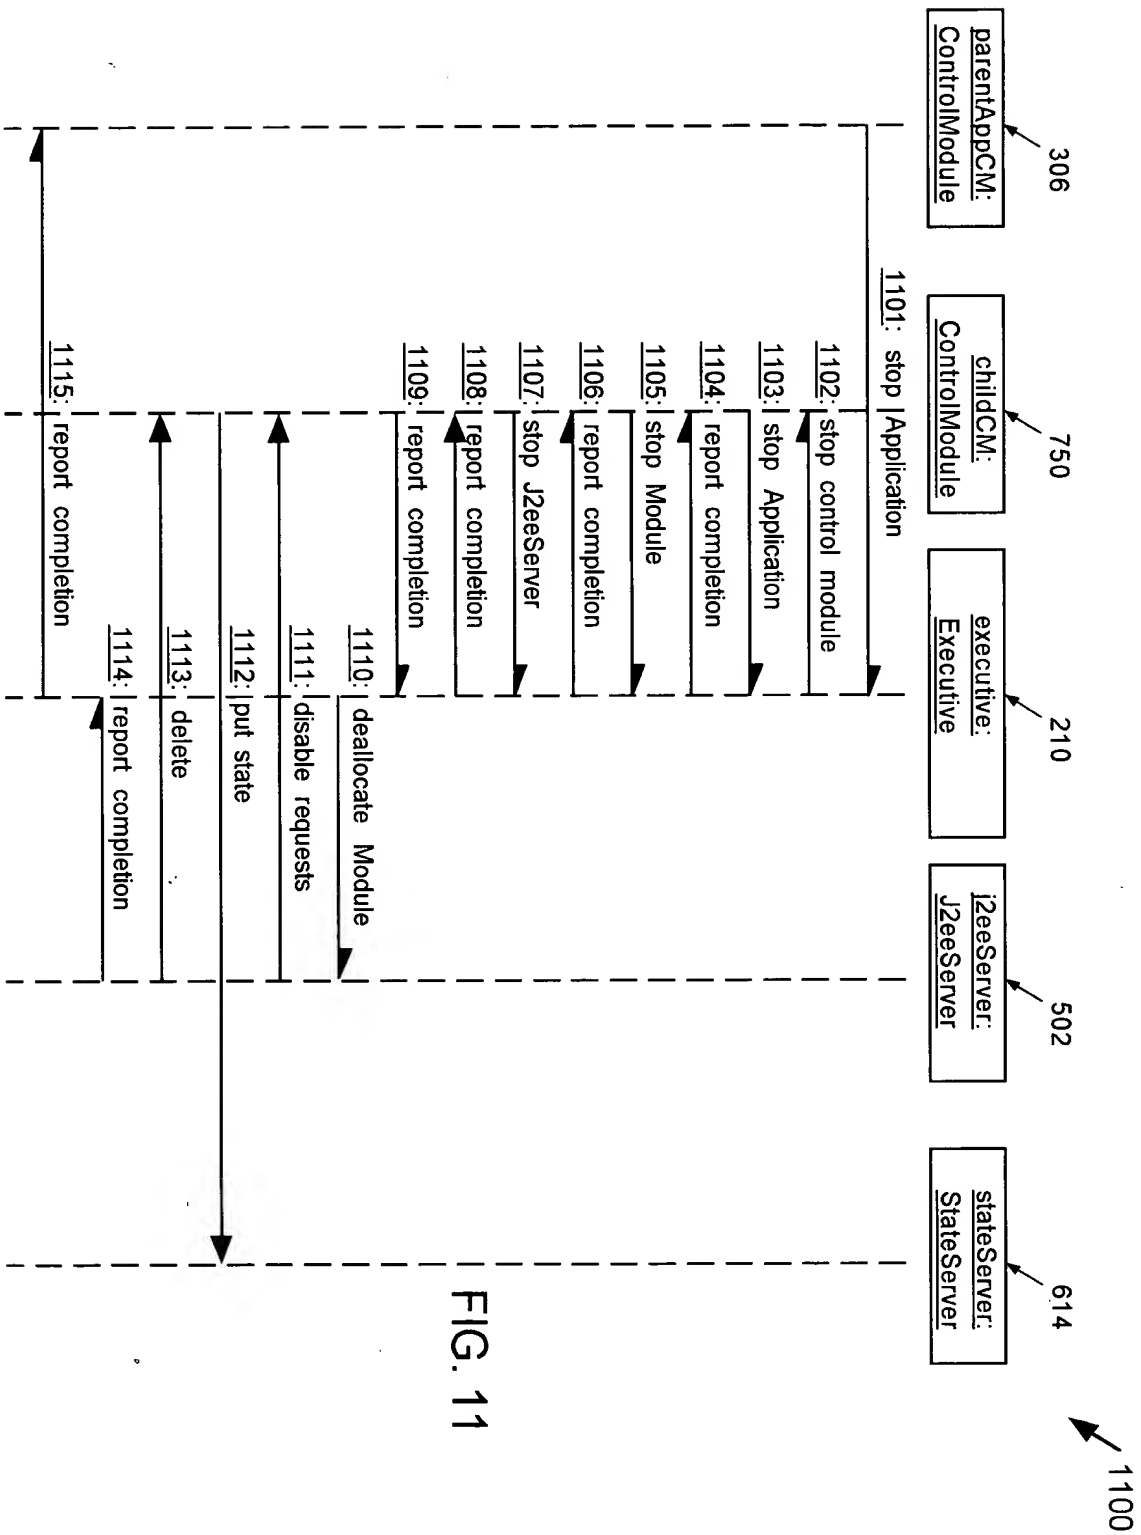 1100
306
750
210
502
614
parentAppCM:
ControlModule
childCM:
ControlModule
executive:
Executive
j2eeServer:
J2eeServer
stateServer:
StateServer
1101: stop Application
1102: stop control module
1103: stop Application
1104: report completion
1105: stop Module
1106: report completion
1107: stop J2eeServer
1108: report completion
1109: report completion
1110: deallocate Module
1111: disable requests
1112: put state
1113: delete
1114: report completion
1115: report completion
FIG. 11